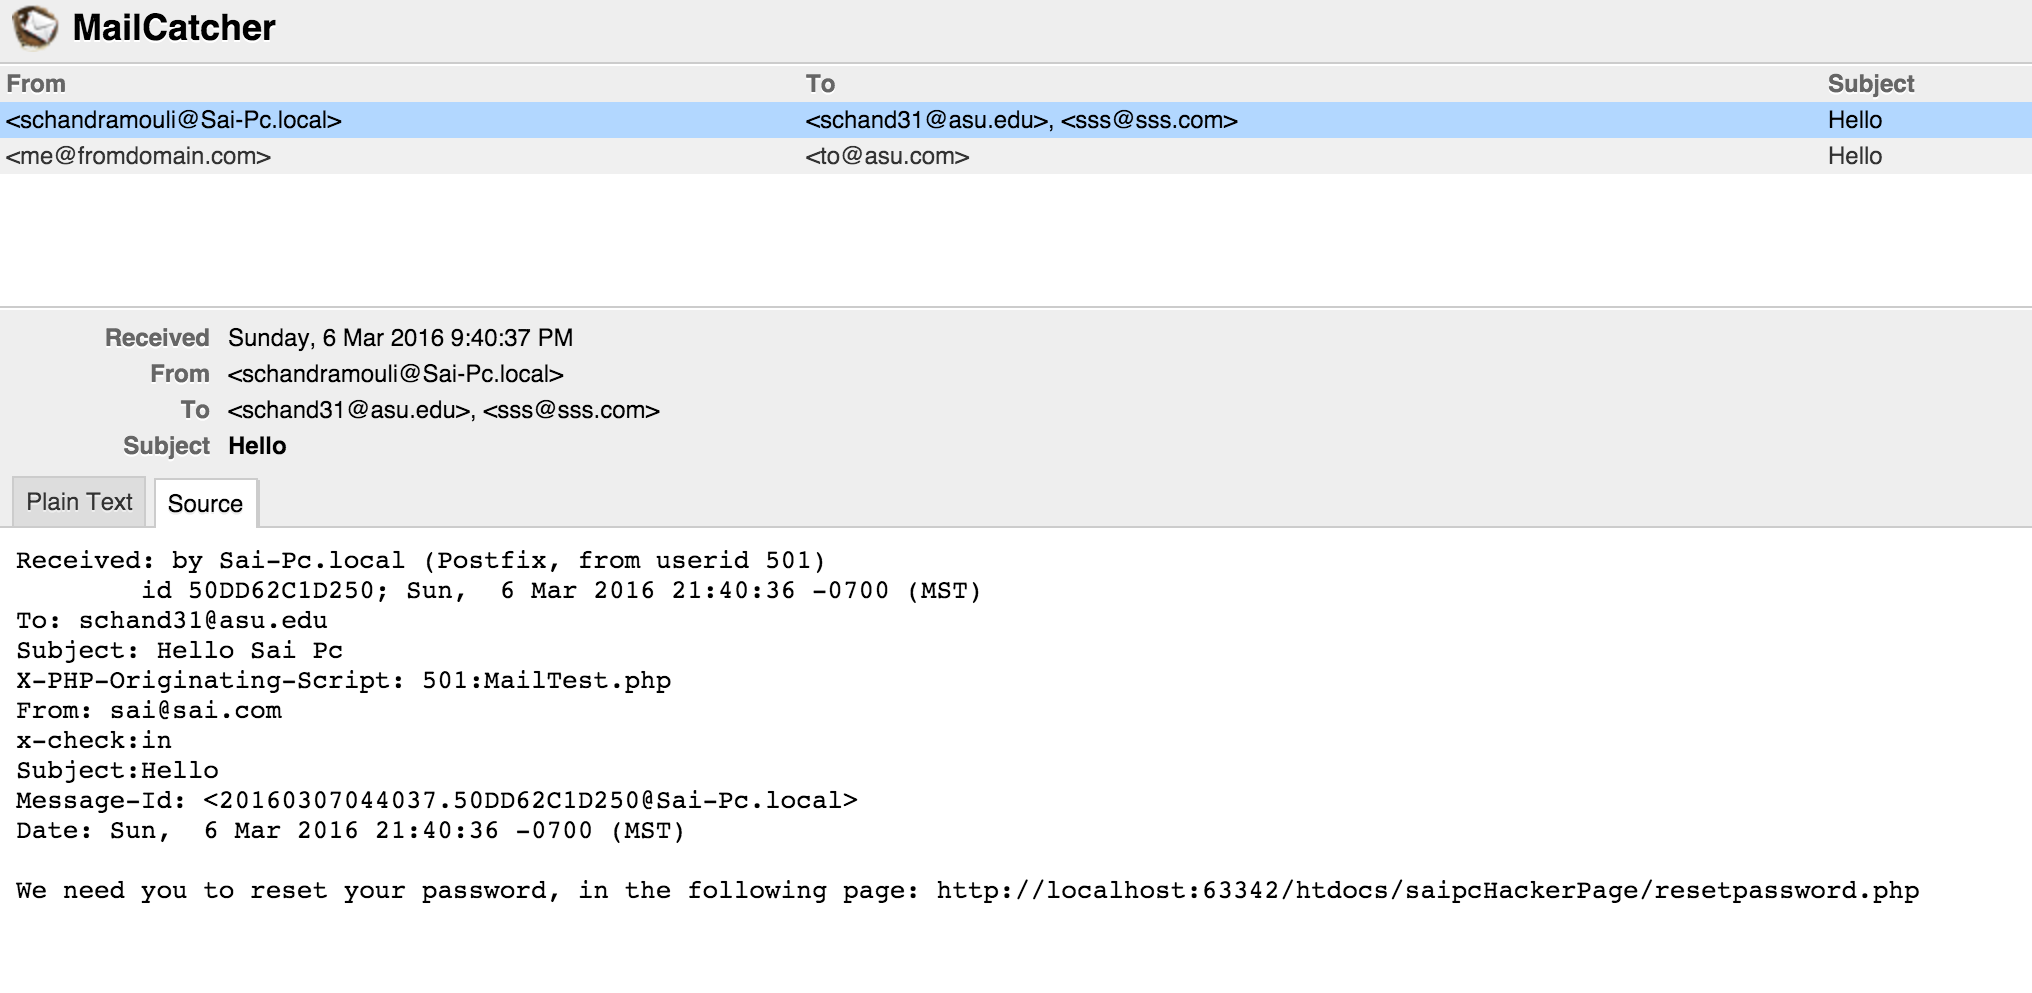 MailCatcher
From To Subject
<schandramouli@Sai-Pc.local> <schand31@asu.edu>, <sss@sss.com> Hello
<me@fromdomain.com> <to@asu.com> Hello
Received Sunday, 6 Mar 2016 9:40:37 PM
From <schandramouli@Sai-Pc.local>
To <schand31@asu.edu>, <sss@sss.com>
Subject Hello
Plain Text Source
Received: by Sai-Pc.local (Postfix, from userid 501)
id 50DD62C1D250; Sun,  6 Mar 2016 21:40:36 -0700 (MST)
To: schand31@asu.edu
Subject: Hello Sai Pc
X-PHP-Originating-Script: 501:MailTest.php
From: sai@sai.com
x-check:in
Subject:Hello
Message-Id: <20160307044037.50DD62C1D250@Sai-Pc.local>
Date: Sun,  6 Mar 2016 21:40:36 -0700 (MST)
We need you to reset your password, in the following page: http://localhost:63342/htdocs/saipcHackerPage/resetpassword.php